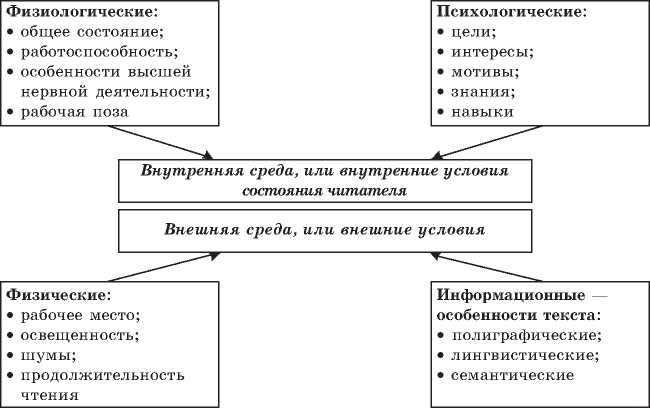 Физиологические:
• общее состояние;
• работоспособность;
• особенности высшей
нервной деятельности;
• рабочая поза
Психологические:
• цели;
• интересы;
• мотивы;
• знания;
• навыки
Внутренняя среда, или внутренние условия
состояния читателя
Внешняя среда, или внешние условия
Физические:
• рабочее место;
• освещенность;
• шумы;
• продолжительность
чтения
Информационные —
особенности текста:
• полиграфические;
• лингвистические;
• семантические